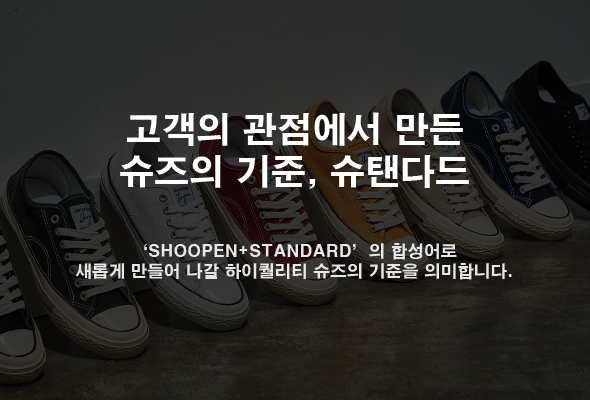 고객의 관점에서 만든
슈즈의 기준, 슈탠다드
‘SHOOPEN+STANDARD’의 합성어로
새롭게 만들어 나갈 하이퀄리티 슈즈의 기준을 의미합니다.